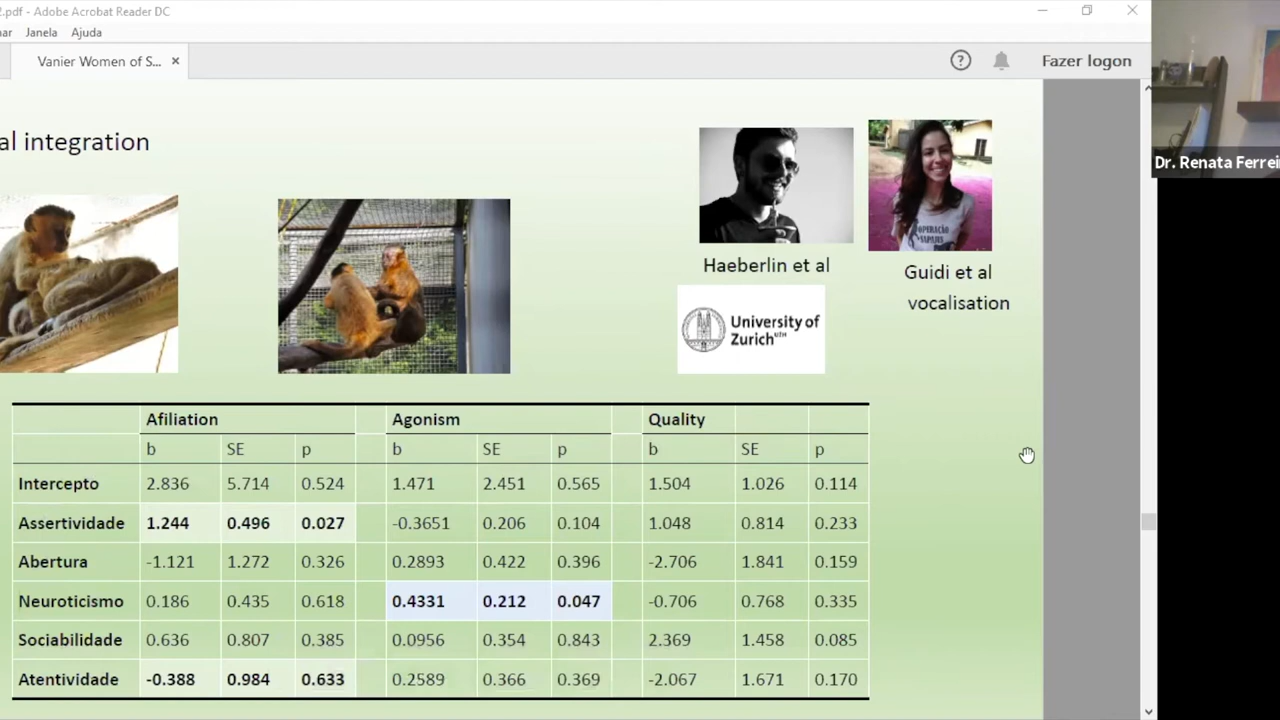 2.pdf - Adobe Acrobat Reader DC
nar Janela Ajuda
Vanier Women of S... ×
Fazer logon
al integration
Dr. Renata Ferrei
OPERAÇÃO
Haeberlin et al
Guidi et al
vocalisation
University of
Zurich UZH
Afiliation Agonism Quality
b SE p b SE p b SE p
Intercepto 2.836 5.714 0.524 1.471 2.451 0.565 1.504 1.026 0.114
Assertividade 1.244 0.496 0.027 -0.3651 0.206 0.104 1.048 0.814 0.233
Abertura -1.121 1.272 0.326 0.2893 0.422 0.396 -2.706 1.841 0.159
Neuroticismo 0.186 0.435 0.618 0.4331 0.212 0.047 -0.706 0.768 0.335
Sociabilidade 0.636 0.807 0.385 0.0956 0.354 0.843 2.369 1.458 0.085
Atentividade -0.388 0.984 0.633 0.2589 0.366 0.369 -2.067 1.671 0.170